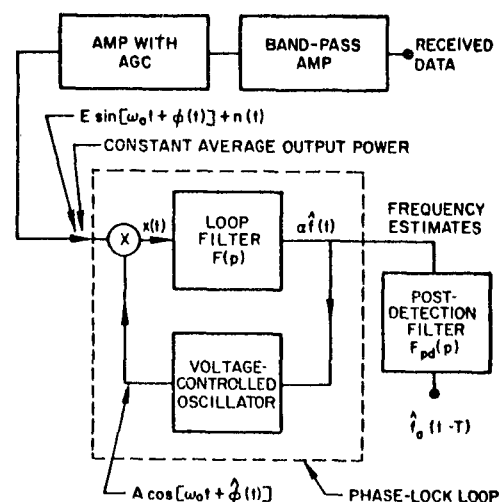 AMP WITH
AGC
BAND-PASS
AMP
RECEIVED
DATA
E sin[ω₀t + ϕ(t)] + n(t)
CONSTANT AVERAGE OUTPUT POWER
X
x(t)
LOOP
FILTER
F(p)
αf̂(t)
FREQUENCY
ESTIMATES
VOLTAGE-
CONTROLLED
OSCILLATOR
POST-
DETECTION
FILTER
F_pd(p)
f̂_a(t-T)
A cos[ω₀t + ϕ̂(t)]
PHASE-LOCK LOOP